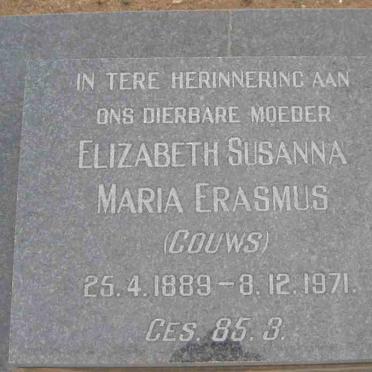 IN TERE HERINNERING AAN
ONS DIERBARE MOEDER
ELIZABETH SUSANNA
MARIA ERASMUS
(GOUWS)
25.4.1889 – 8.12.1971.
GES. 85.3.